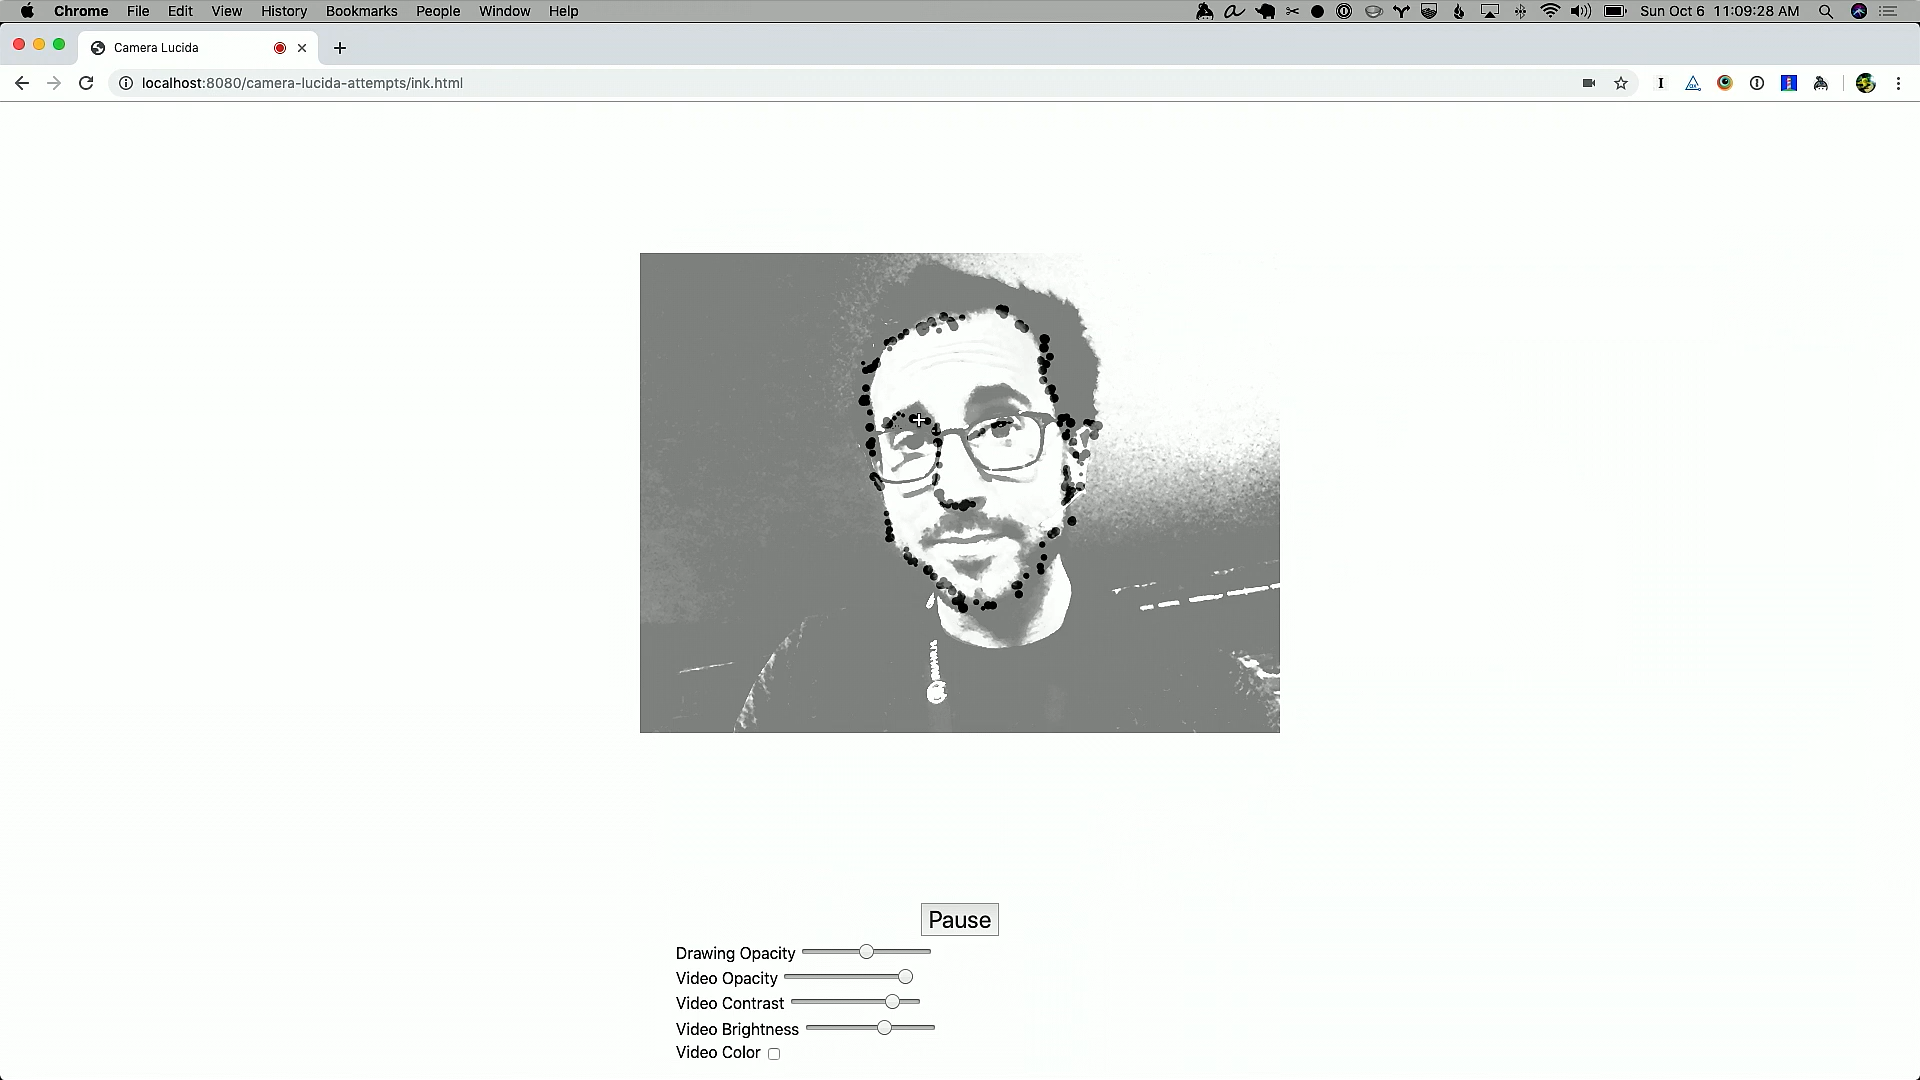 Chrome File Edit View History Bookmarks People Window Help Sun Oct 6 11:09:28 AM
Camera Lucida
localhost:8080/camera-lucida-attempts/ink.html
Pause
Drawing Opacity
Video Opacity
Video Contrast
Video Brightness
Video Color